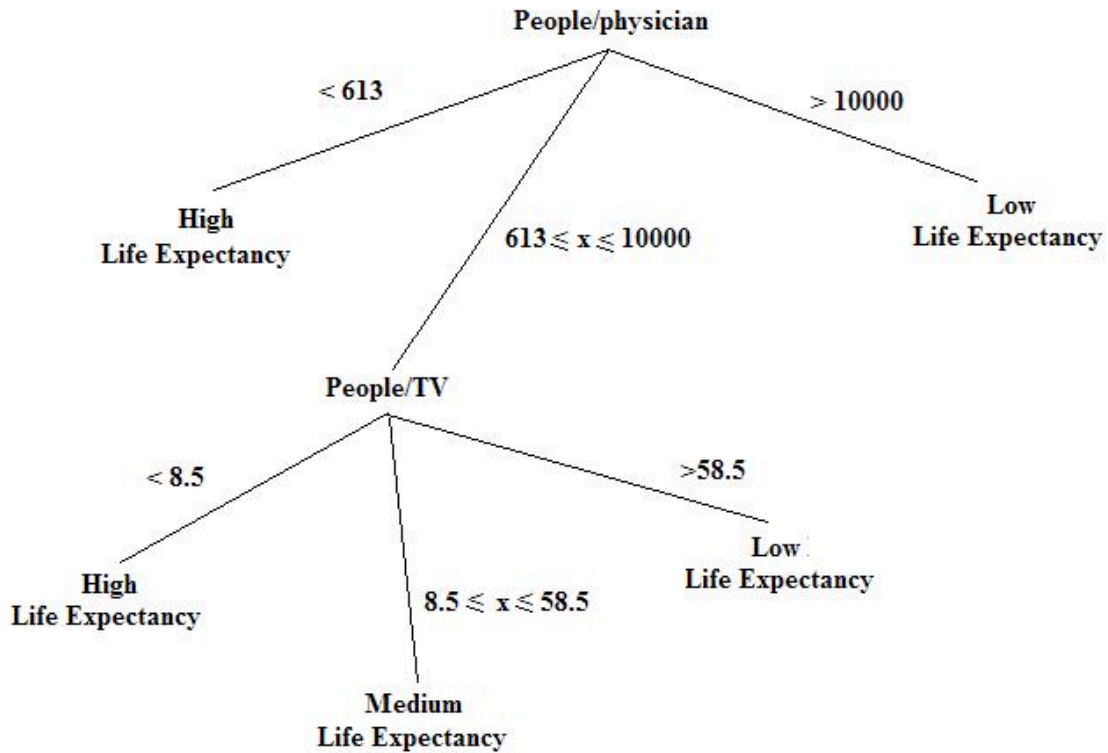 People/physician
< 613
> 10000
High
Life Expectancy
613 ⩽ x ⩽ 10000
Low
Life Expectancy
People/TV
< 8.5
>58.5
High
Life Expectancy
8.5 ⩽ x ⩽ 58.5
Low
Life Expectancy
Medium
Life Expectancy